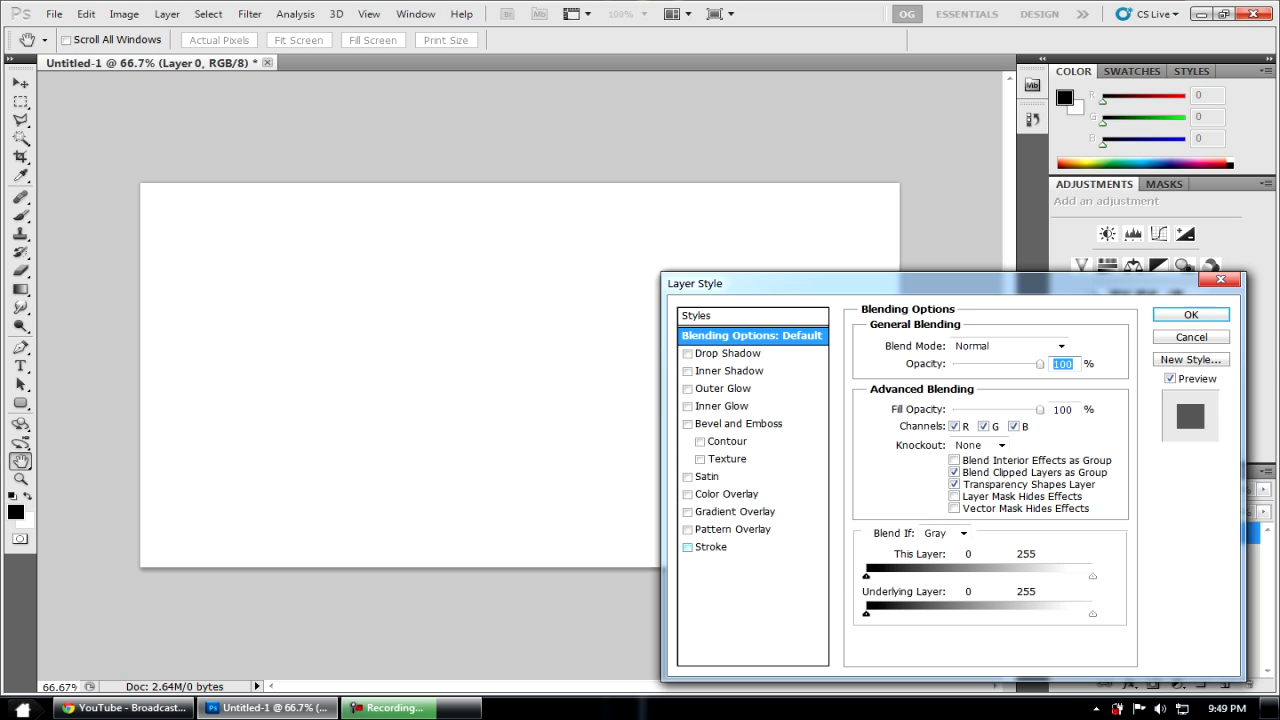 Ps File Edit Image Layer Select Filter Analysis 3D View Window Help Br Mb 100% OG ESSENTIALS DESIGN CS Live
Scroll All Windows Actual Pixels Fit Screen Fill Screen Print Size
Untitled-1 @ 66.7% (Layer 0, RGB/8) *
COLOR SWATCHES STYLES
Mb
R 0
G 0
B 0
ADJUSTMENTS MASKS
Add an adjustment
Layer Style
Styles
Blending Options: Default
Drop Shadow
Inner Shadow
Outer Glow
Inner Glow
Bevel and Emboss
Contour
Texture
Satin
Color Overlay
Gradient Overlay
Pattern Overlay
Stroke
Blending Options
General Blending
Blend Mode: Normal
Opacity: 100 %
Advanced Blending
Fill Opacity: 100 %
Channels: R G B
Knockout: None
Blend Interior Effects as Group
Blend Clipped Layers as Group
Transparency Shapes Layer
Layer Mask Hides Effects
Vector Mask Hides Effects
Blend If: Gray
This Layer: 0 255
Underlying Layer: 0 255
OK
Cancel
New Style...
Preview
66.67% Doc: 2.64M/0 bytes
YouTube - Broadcast... Untitled-1 @ 66.7% (... Recording... 9:49 PM